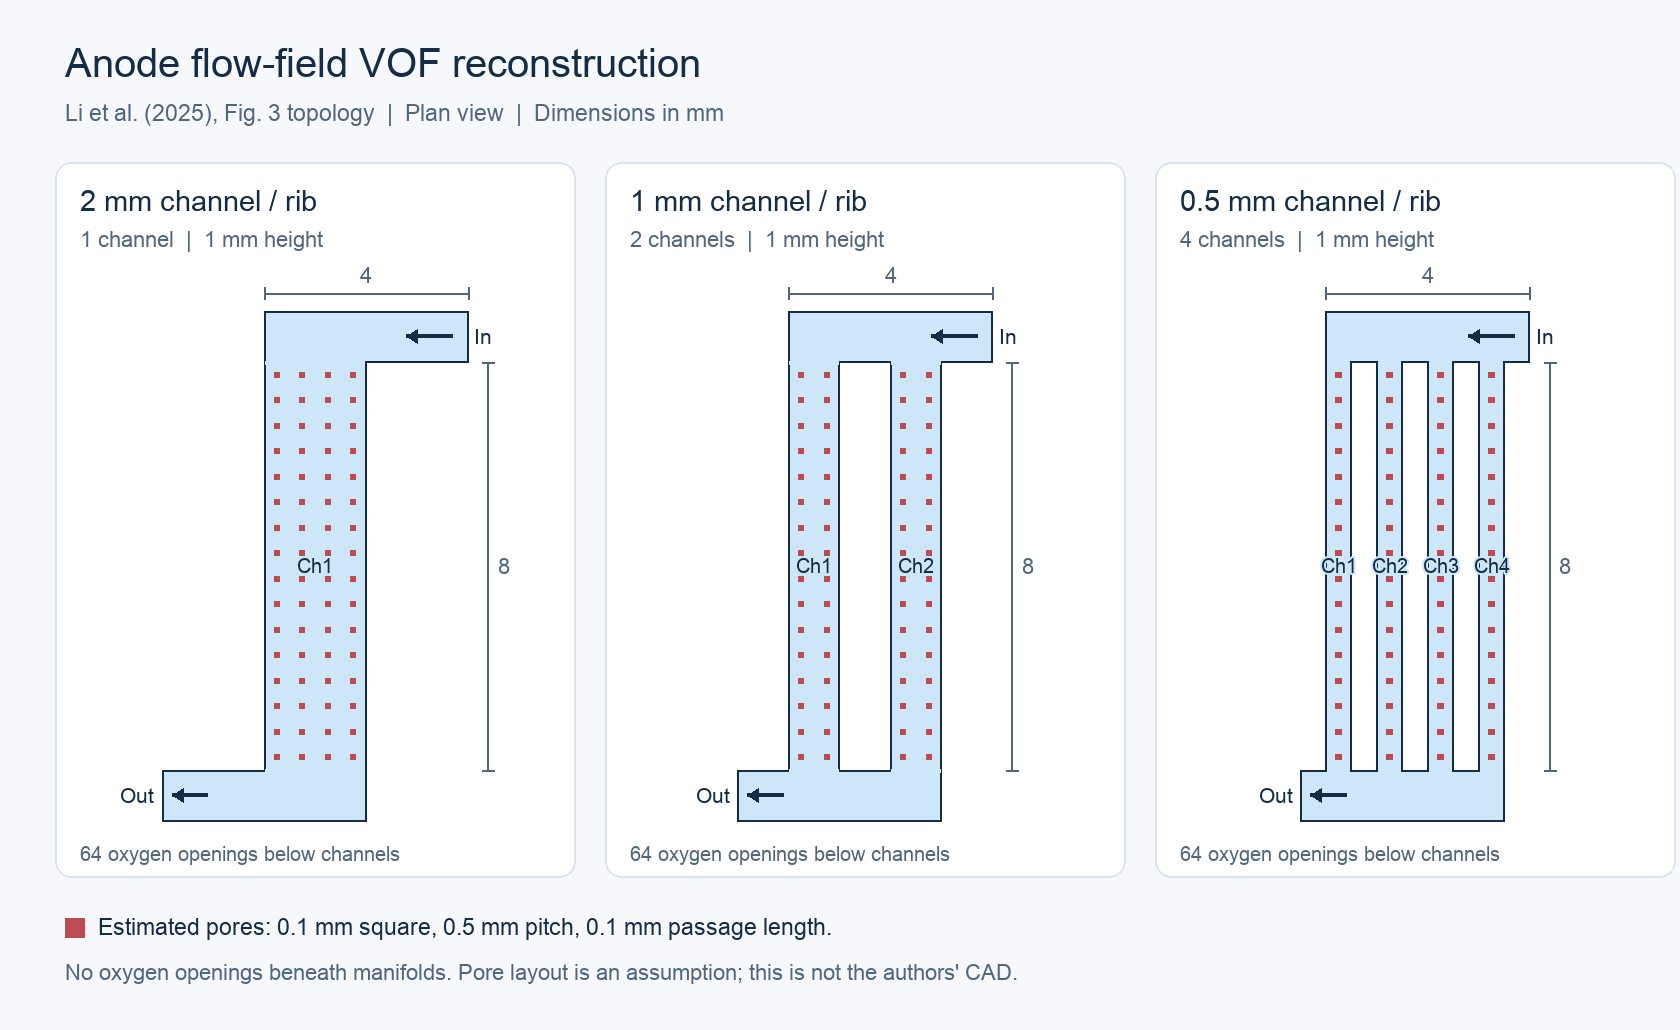 Anode flow-field VOF reconstruction
Li et al. (2025), Fig. 3 topology | Plan view | Dimensions in mm
2 mm channel / rib
1 channel | 1 mm height
4
In
8
Ch1
Out
64 oxygen openings below channels
1 mm channel / rib
2 channels | 1 mm height
4
In
8
Ch1 Ch2
Out
64 oxygen openings below channels
0.5 mm channel / rib
4 channels | 1 mm height
4
In
8
Ch1 Ch2 Ch3 Ch4
Out
64 oxygen openings below channels
Estimated pores: 0.1 mm square, 0.5 mm pitch, 0.1 mm passage length.
No oxygen openings beneath manifolds. Pore layout is an assumption; this is not the authors' CAD.